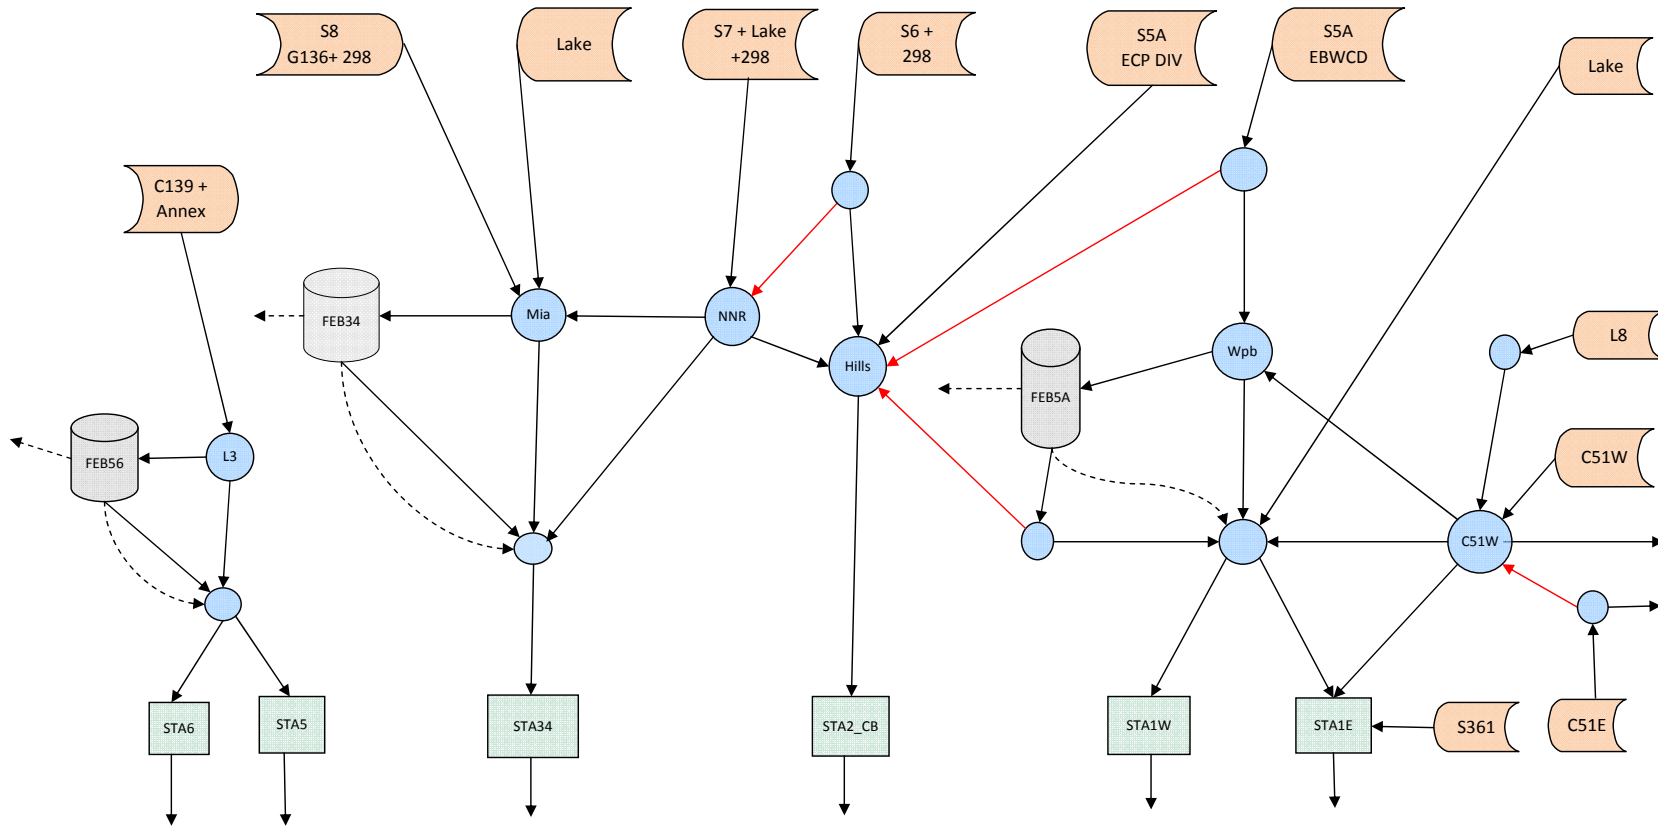 S8
G136+ 298
Lake
S7 + Lake
+298
S6 +
298
S5A
ECP DIV
S5A
EBWCD
Lake
C139 +
Annex
FEB34
Mia
NNR
Hills
Wpb
L8
FEB5A
FEB56
L3
C51W
C51W
STA6
STA5
STA34
STA2_CB
STA1W
STA1E
S361
C51E